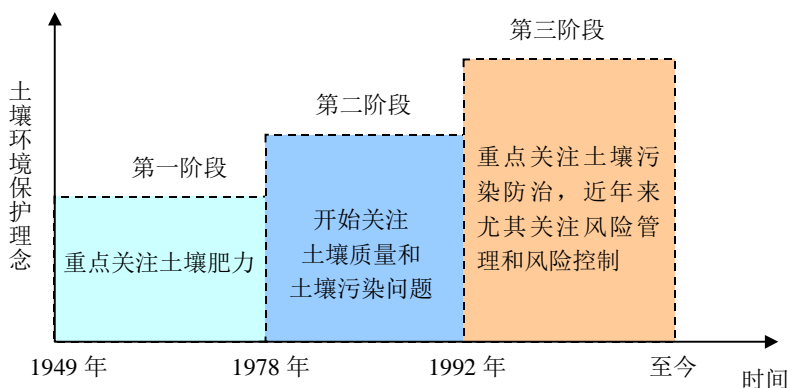 第三阶段
第二阶段
第一阶段
土壤环境保护理念
重点关注土壤肥力
开始关注
土壤质量和
土壤污染问题
重点关注土壤污
染防治，近年来
尤其关注风险管
理和风险控制
1949 年
1978 年
1992 年
至今
时间